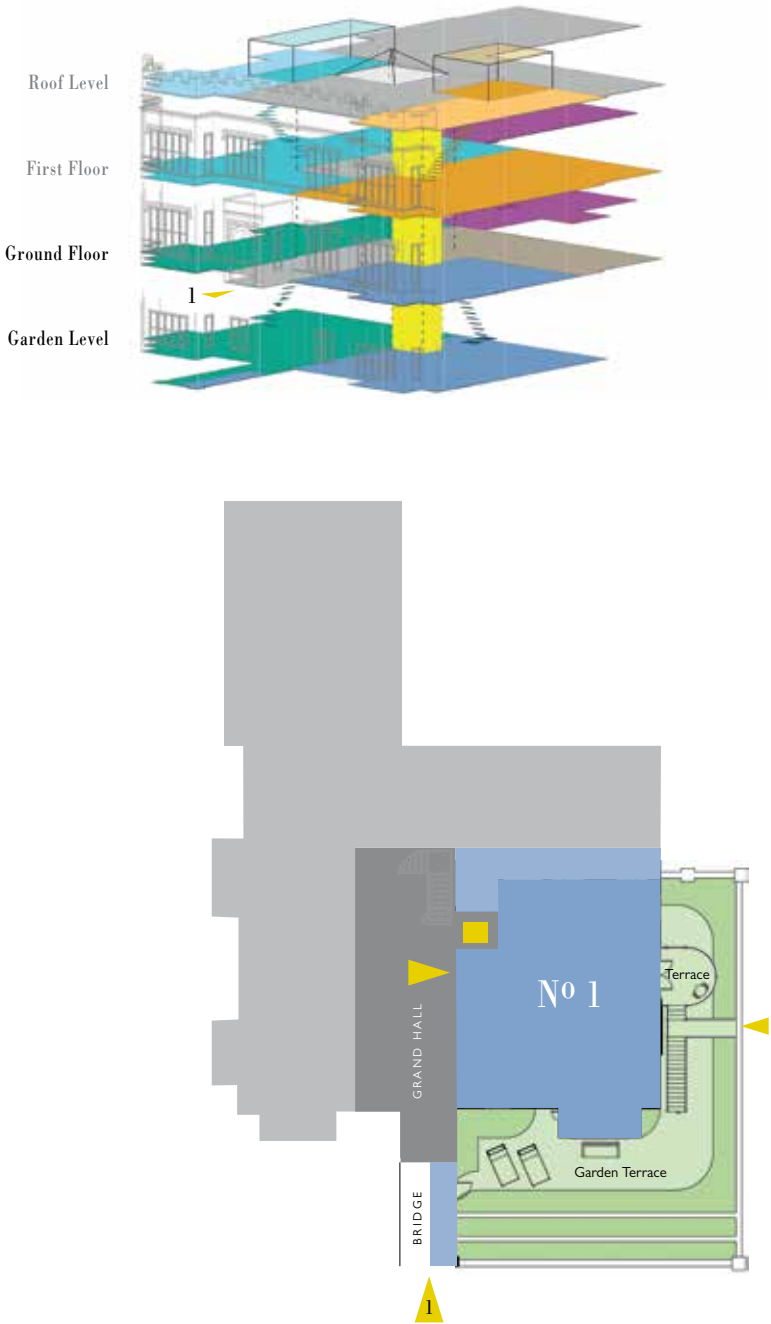 Roof Level
First Floor
Ground Floor
1
Garden Level
Nº 1
Terrace
GRAND HALL
Garden Terrace
BRIDGE
1